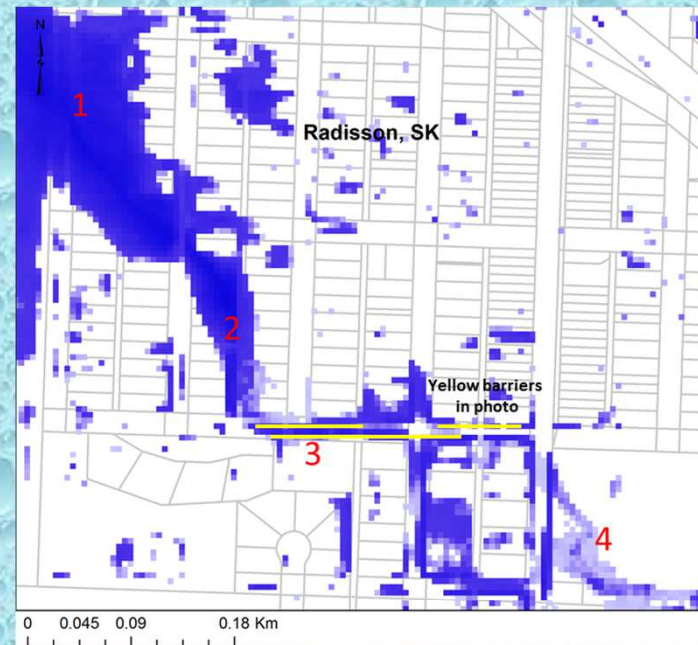 N
1
Radisson, SK
2
Yellow barriers
in photo
3
4
0 0.045 0.09 0.18 Km